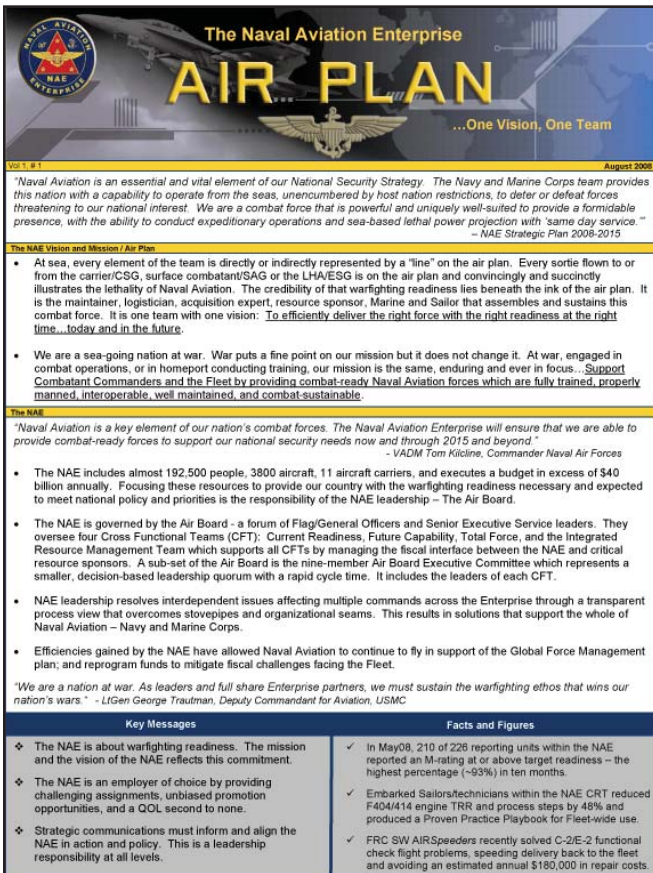 NAVAL AVIATION
NAE
ENTERPRISE
The Naval Aviation Enterprise
AIR PLAN
...One Vision, One Team
Vol 1, # 1
August 2008
"Naval Aviation is an essential and vital element of our National Security Strategy. The Navy and Marine Corps team provides
this nation with a capability to operate from the seas, unencumbered by host nation restrictions, to deter or defeat forces
threatening to our national interest. We are a combat force that is powerful and uniquely well-suited to provide a formidable
presence, with the ability to conduct expeditionary operations and sea-based lethal power projection with 'same day service.'"
– NAE Strategic Plan 2008-2015
The NAE Vision and Mission / Air Plan
• At sea, every element of the team is directly or indirectly represented by a "line" on the air plan. Every sortie flown to or
from the carrier/CSG, surface combatant/SAG or the LHA/ESG is on the air plan and convincingly and succinctly
illustrates the lethality of Naval Aviation. The credibility of that warfighting readiness lies beneath the ink of the air plan. It
is the maintainer, logistician, acquisition expert, resource sponsor, Marine and Sailor that assembles and sustains this
combat force. It is one team with one vision: To efficiently deliver the right force with the right readiness at the right
time…today and in the future.
• We are a sea-going nation at war. War puts a fine point on our mission but it does not change it. At war, engaged in
combat operations, or in homeport conducting training, our mission is the same, enduring and ever in focus…Support
Combatant Commanders and the Fleet by providing combat-ready Naval Aviation forces which are fully trained, properly
manned, interoperable, well maintained, and combat-sustainable.
The NAE
"Naval Aviation is a key element of our nation's combat forces. The Naval Aviation Enterprise will ensure that we are able to
provide combat-ready forces to support our national security needs now and through 2015 and beyond."
- VADM Tom Kilcline, Commander Naval Air Forces
• The NAE includes almost 192,500 people, 3800 aircraft, 11 aircraft carriers, and executes a budget in excess of $40
billion annually. Focusing these resources to provide our country with the warfighting readiness necessary and expected
to meet national policy and priorities is the responsibility of the NAE leadership – The Air Board.
• The NAE is governed by the Air Board - a forum of Flag/General Officers and Senior Executive Service leaders. They
oversee four Cross Functional Teams (CFT): Current Readiness, Future Capability, Total Force, and the Integrated
Resource Management Team which supports all CFTs by managing the fiscal interface between the NAE and critical
resource sponsors. A sub-set of the Air Board is the nine-member Air Board Executive Committee which represents a
smaller, decision-based leadership quorum with a rapid cycle time. It includes the leaders of each CFT.
• NAE leadership resolves interdependent issues affecting multiple commands across the Enterprise through a transparent
process view that overcomes stovepipes and organizational seams. This results in solutions that support the whole of
Naval Aviation – Navy and Marine Corps.
• Efficiencies gained by the NAE have allowed Naval Aviation to continue to fly in support of the Global Force Management
plan; and reprogram funds to mitigate fiscal challenges facing the Fleet.
"We are a nation at war. As leaders and full share Enterprise partners, we must sustain the warfighting ethos that wins our
nation's wars." - LtGen George Trautman, Deputy Commandant for Aviation, USMC
Key Messages
❖ The NAE is about warfighting readiness. The mission
and the vision of the NAE reflects this commitment.
❖ The NAE is an employer of choice by providing
challenging assignments, unbiased promotion
opportunities, and a QOL second to none.
❖ Strategic communications must inform and align the
NAE in action and policy. This is a leadership
responsibility at all levels.
Facts and Figures
✓ In May08, 210 of 226 reporting units within the NAE
reported an M-rating at or above target readiness – the
highest percentage (~93%) in ten months.
✓ Embarked Sailors/technicians within the NAE CRT reduced
F404/414 engine TRR and process steps by 48% and
produced a Proven Practice Playbook for Fleet-wide use.
✓ FRC SW AIRSpeeders recently solved C-2/E-2 functional
check flight problems, speeding delivery back to the fleet
and avoiding an estimated annual $180,000 in repair costs.